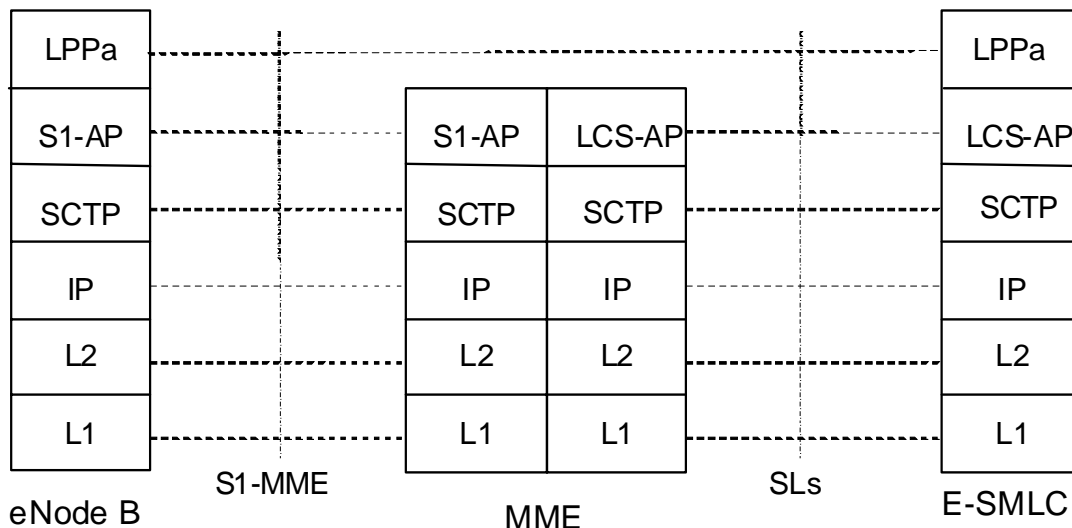 LPPa LPPa
S1-AP S1-AP LCS-AP LCS-AP
SCTP SCTP SCTP SCTP
IP IP IP IP
L2 L2 L2 L2
L1 L1 L1 L1
S1-MME SLs
eNode B MME E-SMLC